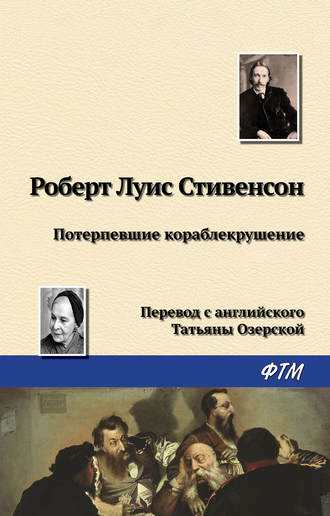 Роберт Луис Стивенсон
Потерпевшие кораблекрушение
Перевод с английского
Татьяны Озерской
ФТМ